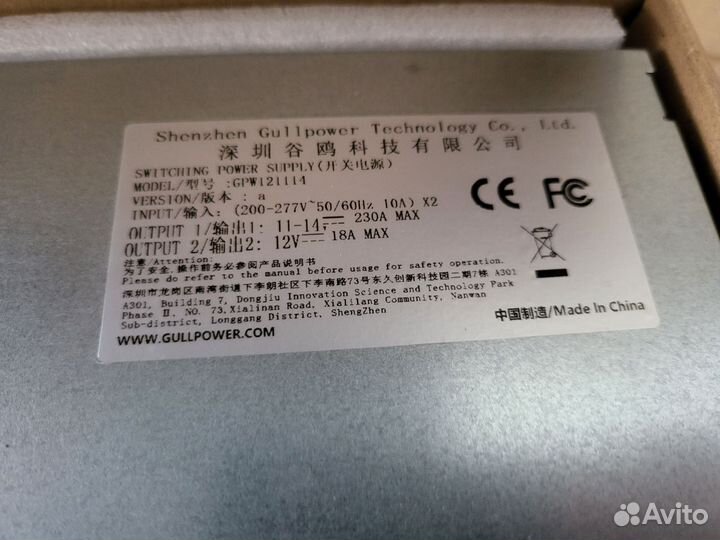 Shenzhen Gullpower Technology Co., Ltd.
深圳谷鸥科技有限公司
SWITCHING POWER SUPPLY(开关电源)
MODEL/型号:GPW121114
VERSION/版本: a
INPUT/输入: (200-277V~50/60Hz 10A) X2
OUTPUT 1/输出1: 11-14V⎓ 230A MAX
OUTPUT 2/输出2: 12V⎓ 18A MAX
注意/Attention:
为了安全,操作前务必参阅产品说明书
Please do refer to the manual before usage for safety operation.
深圳市龙岗区南湾街道下李朗社区下李南路73号东久创新科技园二期7栋 A301
A301, Building 7, Dongjiu Innovation Science and Technology Park
Phase Ⅱ, NO. 73,Xialinan Road, Xialilang Community, Nanwan
Sub-district, Longgang District, ShengZhen
WWW.GULLPOWER.COM
CE FC
中国制造/Made In China
Avito